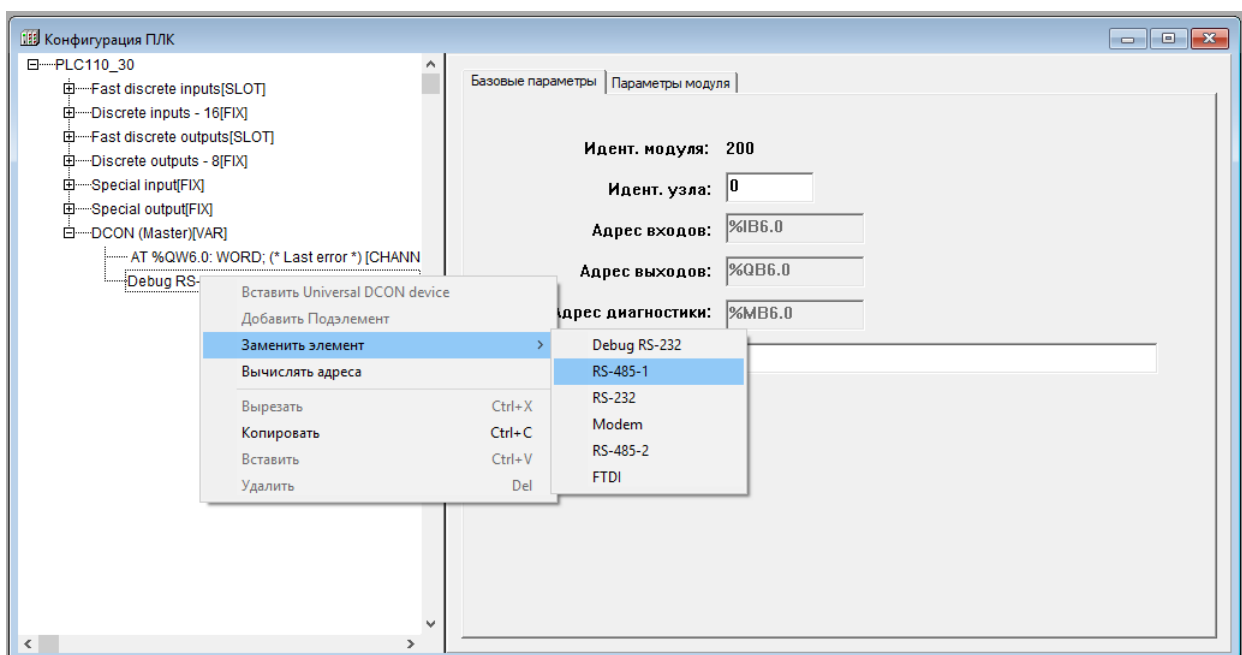 Конфигурация ПЛК
PLC110_30
Fast discrete inputs[SLOT]
Discrete inputs - 16[FIX]
Fast discrete outputs[SLOT]
Discrete outputs - 8[FIX]
Special input[FIX]
Special output[FIX]
DCON (Master)[VAR]
AT %QW6.0: WORD; (* Last error *) [CHANN
Debug RS-
Вставить Universal DCON device
Добавить Подэлемент
Заменить элемент
Вычислять адреса
Вырезать Ctrl+X
Копировать Ctrl+C
Вставить Ctrl+V
Удалить Del
Debug RS-232
RS-485-1
RS-232
Modem
RS-485-2
FTDI
Базовые параметры Параметры модуля
Идент. модуля: 200
Идент. узла: 0
Адрес входов: %IB6.0
Адрес выходов: %QB6.0
Адрес диагностики: %MB6.0